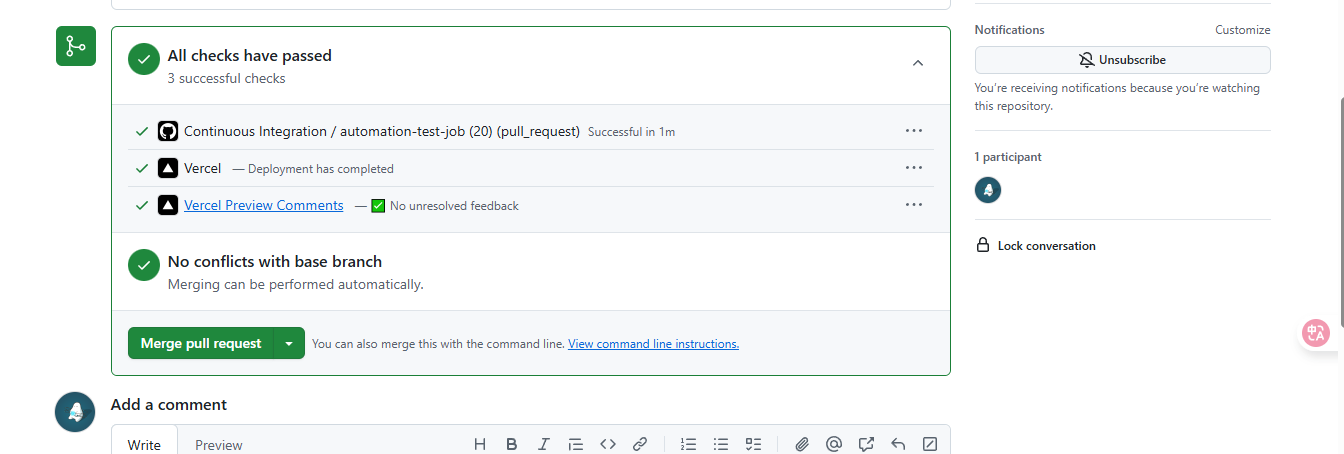 All checks have passed
3 successful checks
Continuous Integration / automation-test-job (20) (pull_request) Successful in 1m
Vercel — Deployment has completed
Vercel Preview Comments — ✅ No unresolved feedback
No conflicts with base branch
Merging can be performed automatically.
Merge pull request
You can also merge this with the command line. View command line instructions.
Add a comment
Write Preview
Notifications Customize
Unsubscribe
You’re receiving notifications because you’re watching
this repository.
1 participant
Lock conversation
中A